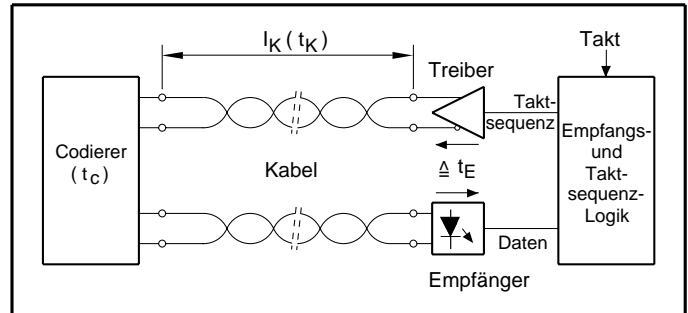 l_K ( t_K )
Takt
Treiber
Takt-
sequenz
Codierer
( t_C )
Kabel
≙ t_E
Empfangs-
und
Takt-
sequenz-
Logik
Daten
Empfänger